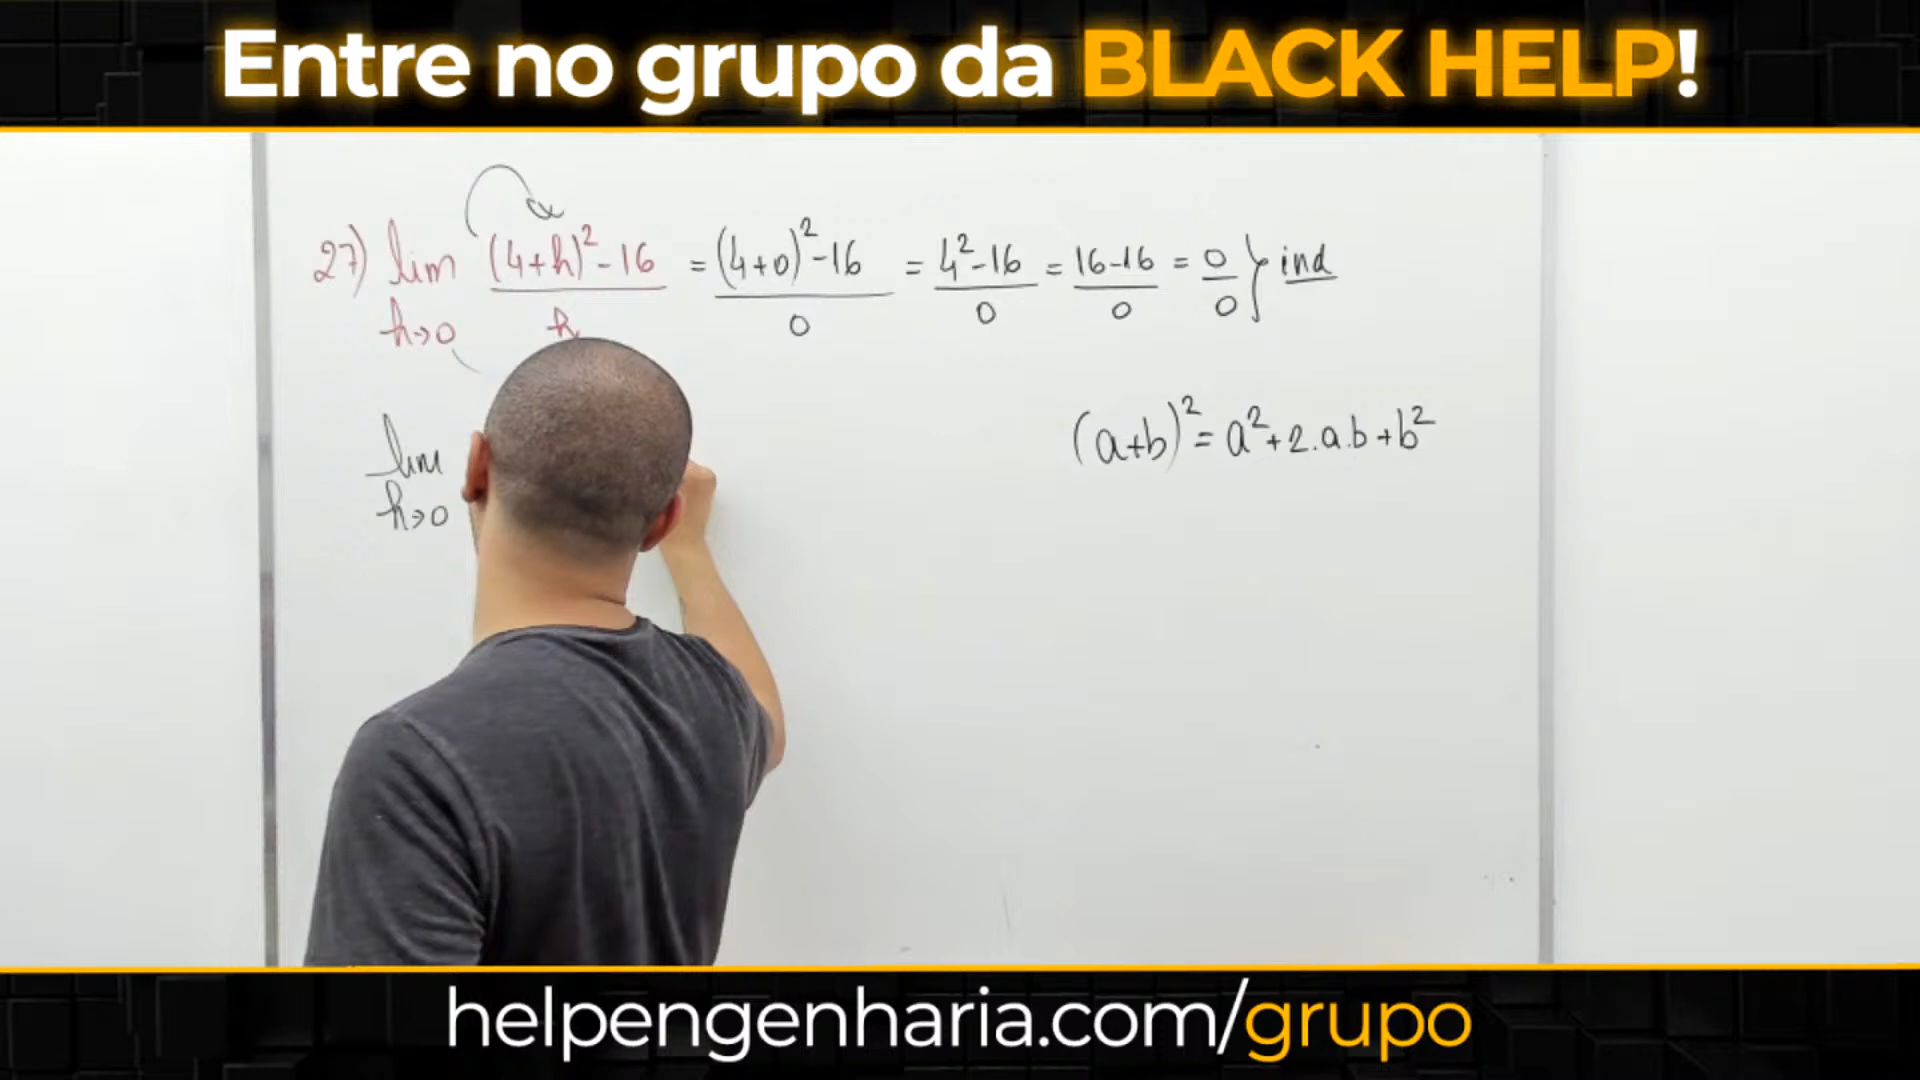 Entre no grupo da BLACK HELP!
27) lim (4+h)²-16 / h = (4+0)²-16 / 0 = 4²-16 / 0 = 16-16 / 0 = 0 / 0 } ind
h→0
(a+b)² = a²+2.a.b+b²
lim
h→0
helpengenharia.com/grupo